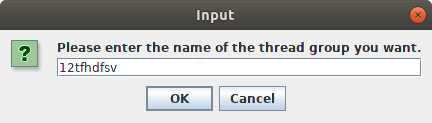 Input
Please enter the name of the thread group you want.
12tfhdfsv
OK Cancel